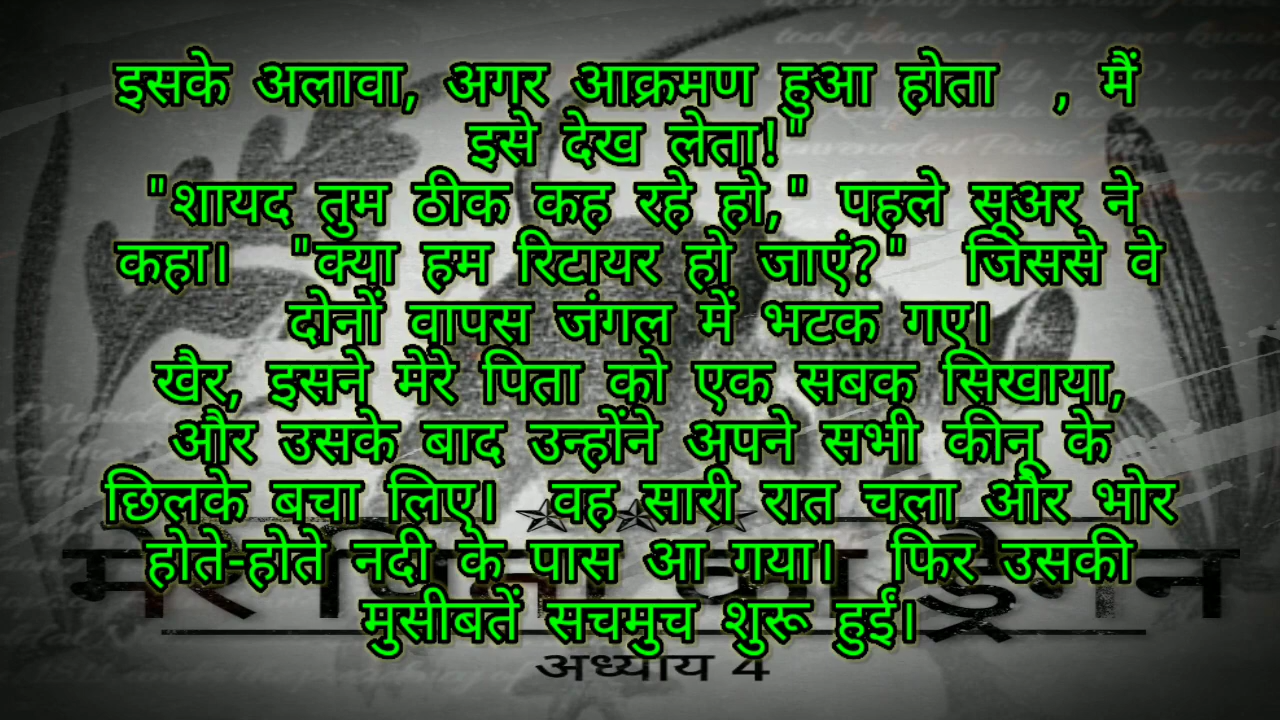 इसके अलावा, अगर आक्रमण हुआ होता , मैं
इसे देख लेता!"
"शायद तुम ठीक कह रहे हो," पहले सूअर ने
कहा। "क्या हम रिटायर हो जाएं?" जिससे वे
दोनों वापस जंगल में भटक गए।
खैर, इसने मेरे पिता को एक सबक सिखाया,
और उसके बाद उन्होंने अपने सभी कीनू के
छिलके बचा लिए। वह सारी रात चला और भोर
होते-होते नदी के पास आ गया। फिर उसकी
मुसीबतें सचमुच शुरू हुईं।
मेरे पिता का ड्रैगन
अध्याय 4